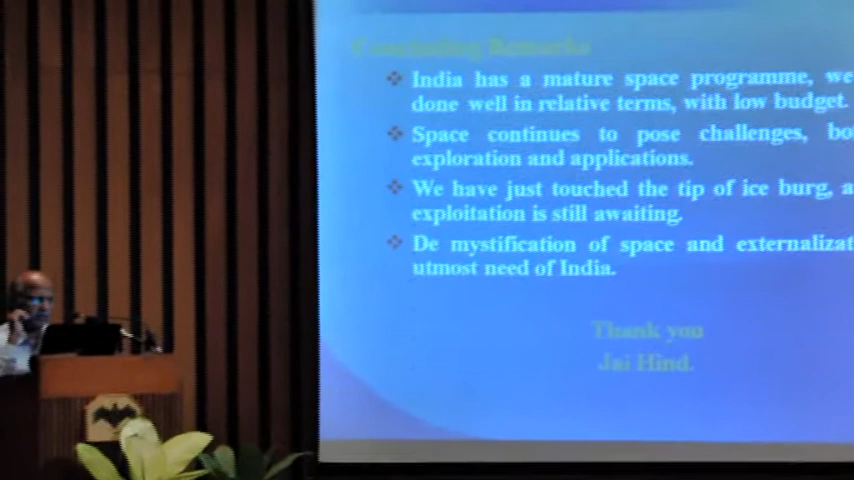 Concluding Remarks
India has a mature space programme, we
done well in relative terms, with low budget.
Space continues to pose challenges,
exploration and applications.
We have just touched the tip of ice burg,
exploitation is still awaiting.
De mystification of space and
utmost need of India.
Thank you
Jai Hind.